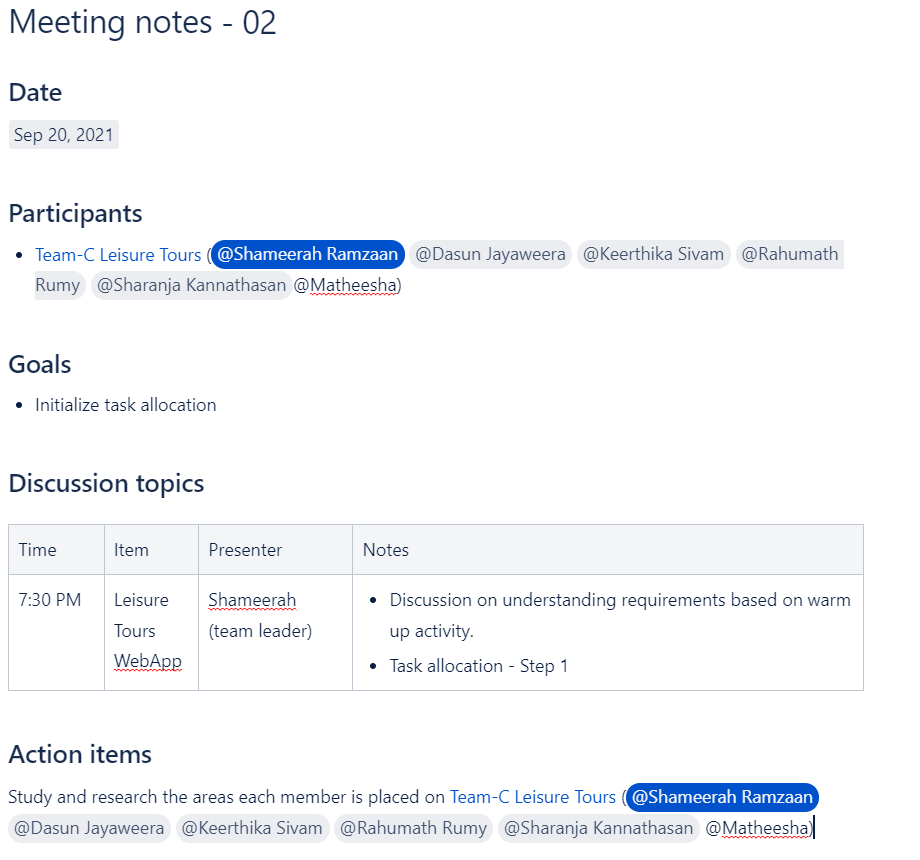 Meeting notes - 02
Date
Sep 20, 2021
Participants
• Team-C Leisure Tours (@Shameerah Ramzaan @Dasun Jayaweera @Keerthika Sivam @Rahumath
Rumy @Sharanja Kannathasan @Matheesha)
Goals
• Initialize task allocation
Discussion topics
Time Item Presenter Notes
7:30 PM
Leisure
Tours
WebApp
Shameerah
(team leader)
• Discussion on understanding requirements based on warm
up activity.
• Task allocation - Step 1
Action items
Study and research the areas each member is placed on Team-C Leisure Tours (@Shameerah Ramzaan
@Dasun Jayaweera @Keerthika Sivam @Rahumath Rumy @Sharanja Kannathasan @Matheesha)